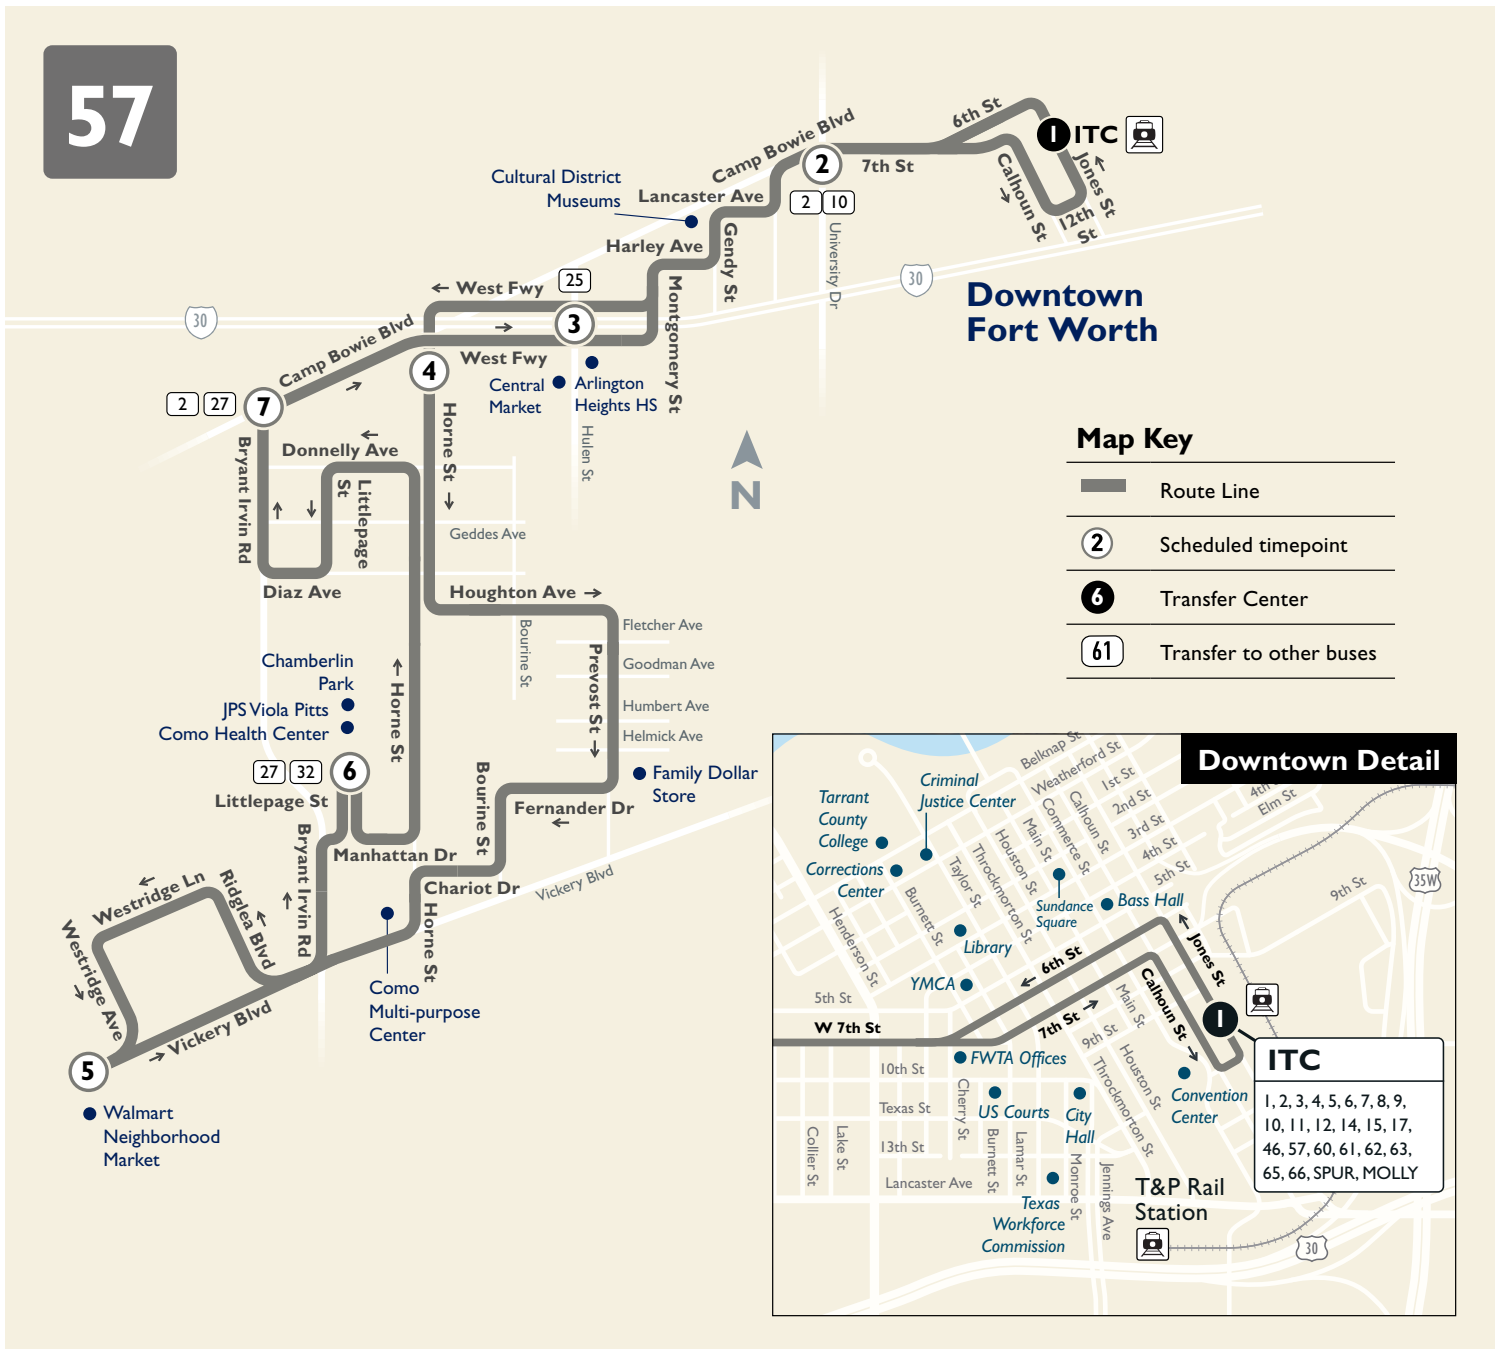 57
6th St
1
ITC
Jones St
Calhoun St
12th
St
Camp Bowie Blvd
2
7th St
2
10
University Dr
Cultural District
Museums
Lancaster Ave
Gendy St
Harley Ave
30
Downtown
Fort Worth
25
West Fwy
3
Montgomery St
30
Camp Bowie Blvd
West Fwy
4
Central
Market
Arlington
Heights HS
Hulen St
2
27
7
Bryant Irvin Rd
Donnelly Ave
Littlepage
St
Horne St
Geddes Ave
Diaz Ave
Houghton Ave
Bourine St
Fletcher Ave
Goodman Ave
Humbert Ave
Helmick Ave
Prevost St
N
Map Key
Route Line
2
Scheduled timepoint
6
Transfer Center
61
Transfer to other buses
Chamberlin
Park
JPS Viola Pitts
Como Health Center
Horne St
27
32
6
Littlepage St
Bourine St
Family Dollar
Store
Fernander Dr
Manhattan Dr
Bryant Irvin Rd
Chariot Dr
Vickery Blvd
Horne St
Westridge Ln
Ridglea Blvd
Westridge Ave
Vickery Blvd
Como
Multi-purpose
Center
5
Walmart
Neighborhood
Market
Downtown Detail
Belknap St
Weatherford St
1st St
2nd St
3rd St
4th St
5th St
4th
Elm St
Calhoun St
Commerce St
Main St
Houston St
Throckmorton St
Taylor St
Burnett St
Henderson St
Criminal
Justice Center
Tarrant
County
College
Corrections
Center
Sundance
Square
Bass Hall
Library
YMCA
35W
9th St
5th St
W 7th St
6th St
7th St
Jones St
Calhoun St
Main St
9th St
Houston St
Throckmorton St
1
FWTA Offices
10th St
Texas St
13th St
Lancaster Ave
Collier St
Lake St
Cherry St
Burnett St
Lamar St
Monroe St
Jennings Ave
US Courts
City
Hall
Convention
Center
Texas
Workforce
Commission
T&P Rail
Station
ITC
1, 2, 3, 4, 5, 6, 7, 8, 9,
10, 11, 12, 14, 15, 17,
46, 57, 60, 61, 62, 63,
65, 66, SPUR, MOLLY
30